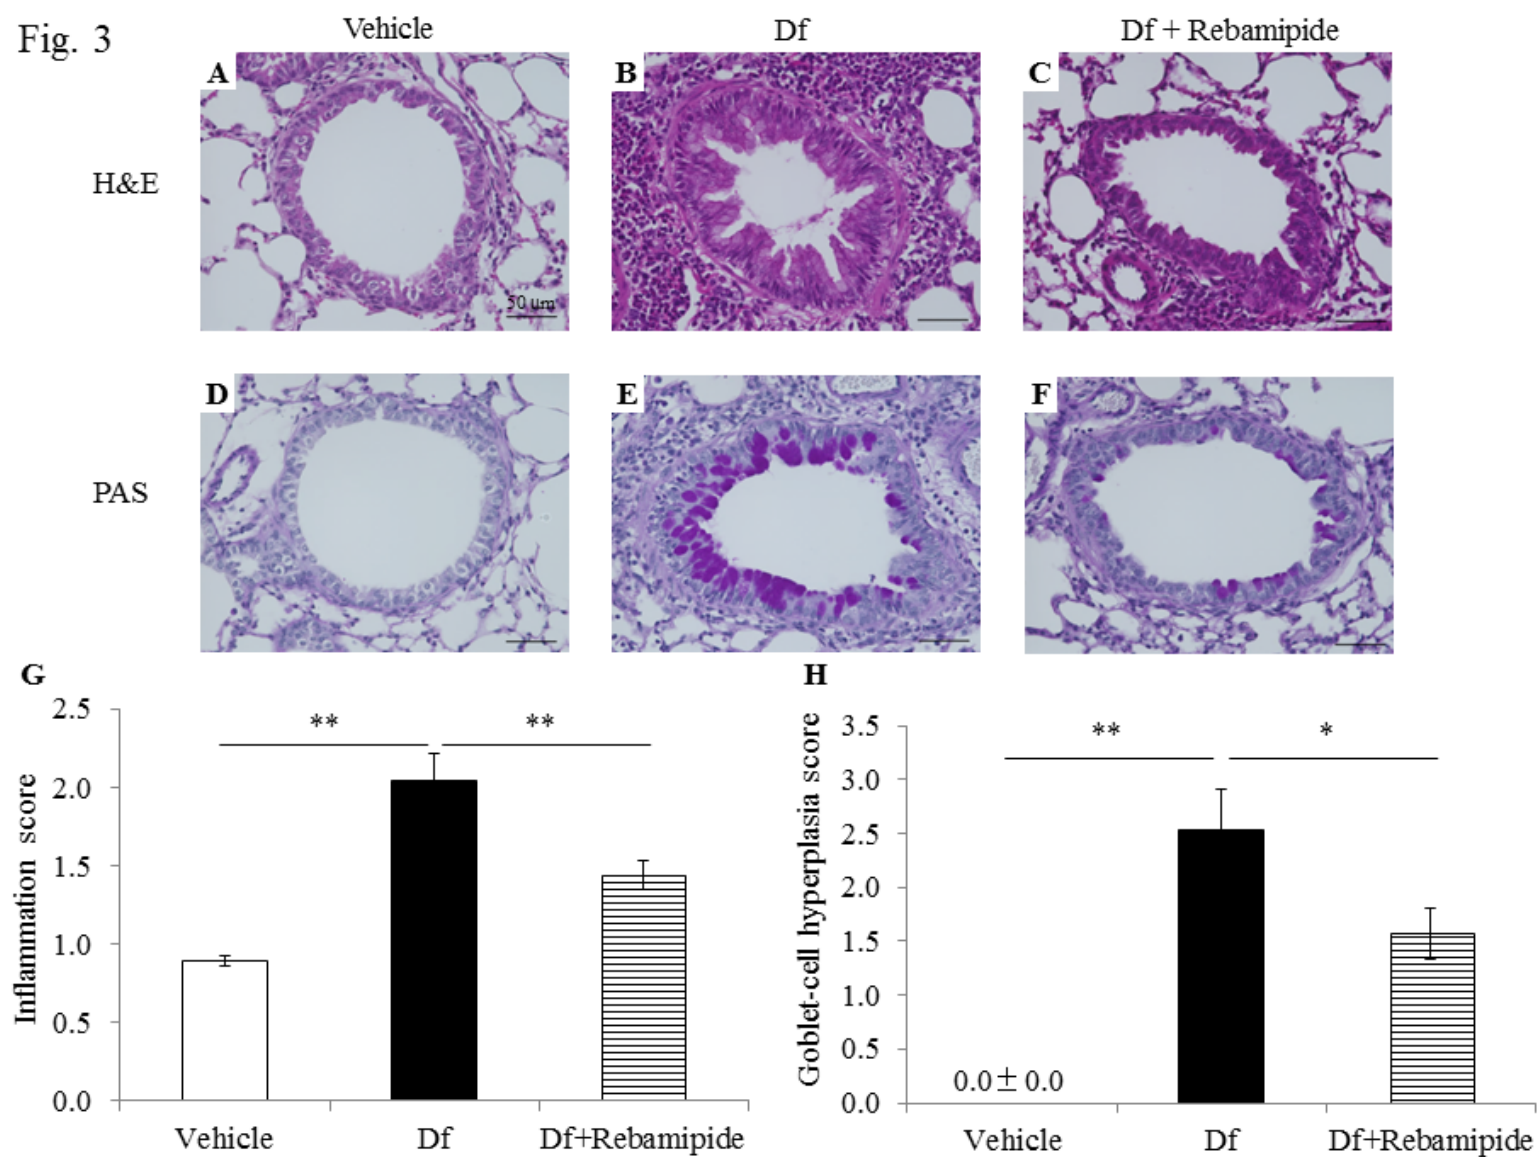 Fig. 3
Vehicle
Df
Df + Rebamipide
H&E
A
B
C
50 um
PAS
D
E
F
G
Inflammation score
2.5
2.0
1.5
1.0
0.5
0.0
**
**
Vehicle
Df
Df+Rebamipide
H
Goblet-cell hyperplasia score
3.5
3.0
2.5
2.0
1.5
1.0
0.5
0.0
**
*
0.0±0.0
Vehicle
Df
Df+Rebamipide